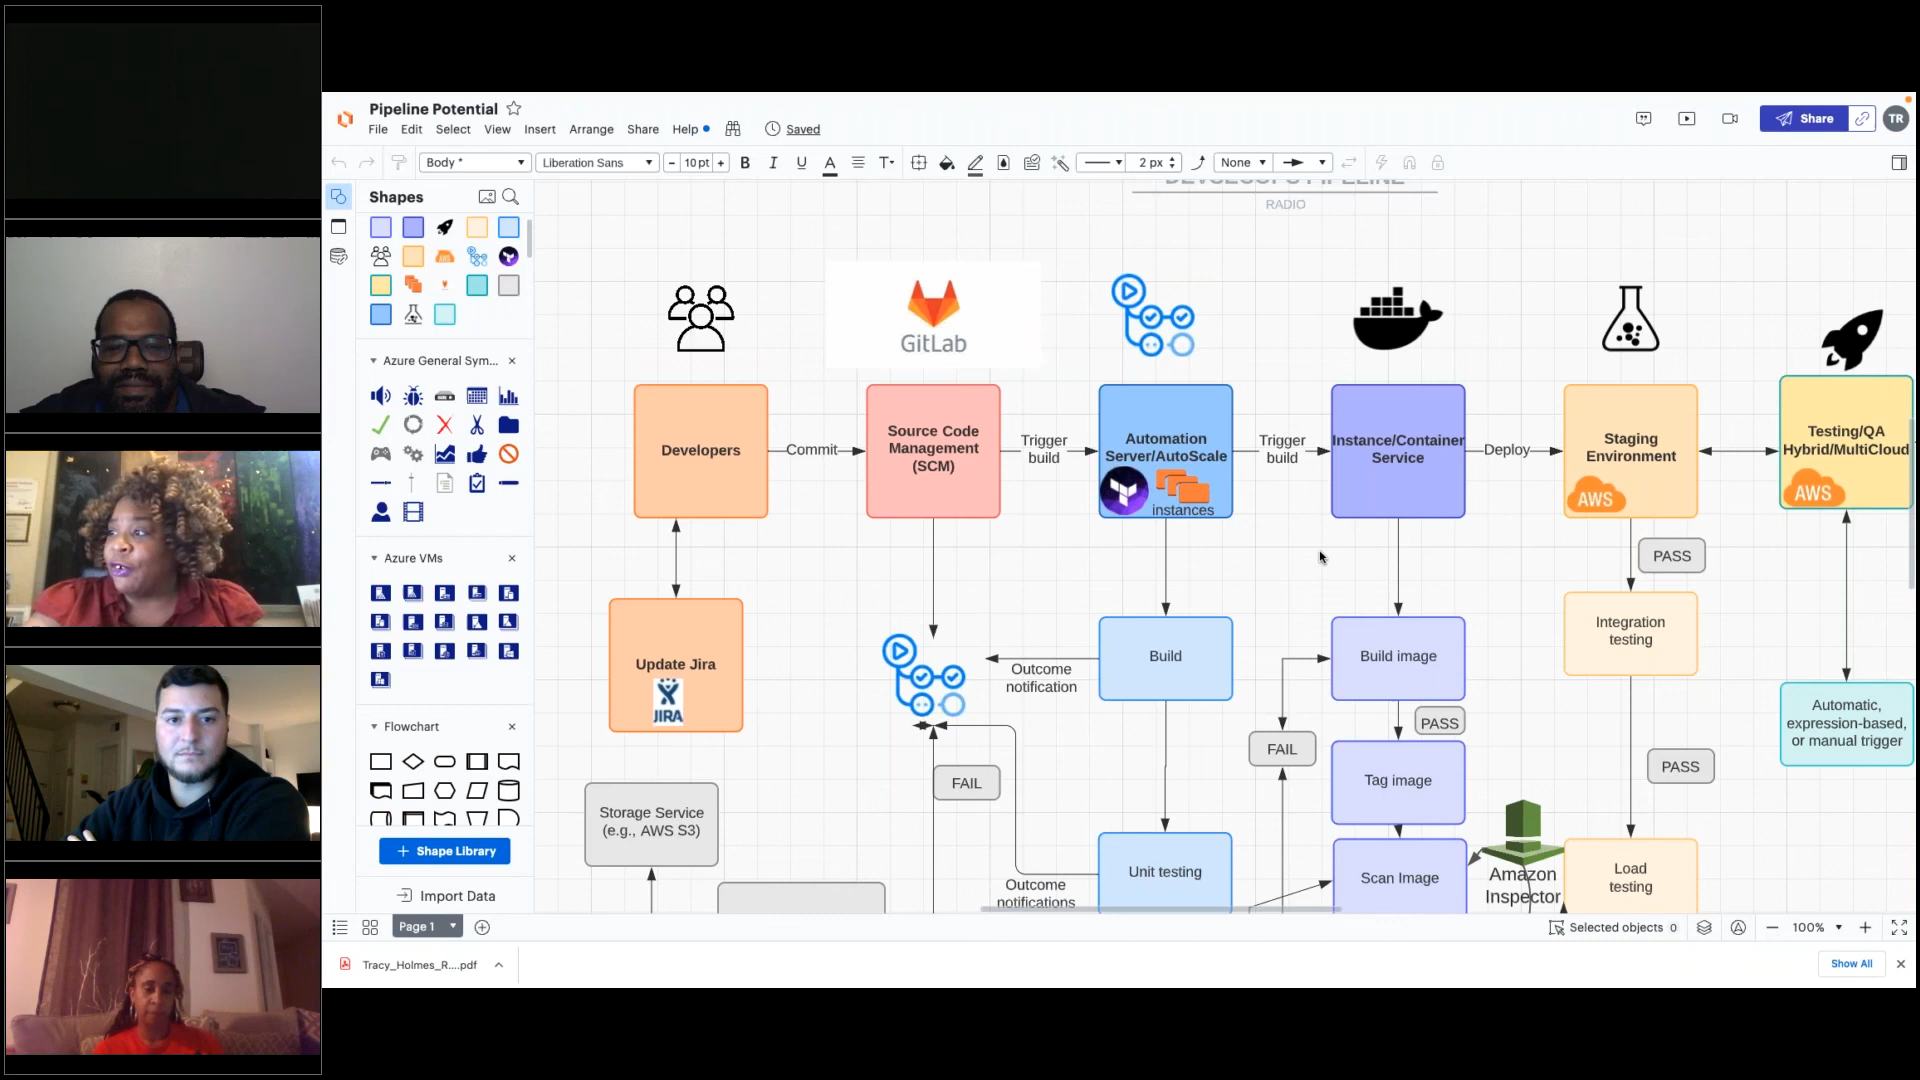 Pipeline Potential
File Edit Select View Insert Arrange Share Help Saved
Share
TR
Body *
Liberation Sans
- 10 pt +
B I U A T
2 px
None
Shapes
DEVSECOPS PIPELINE
RADIO
GitLab
Azure General Sym...
Developers
Commit
Source Code
Management
(SCM)
Trigger
build
Automation
Server/AutoScale
instances
Trigger
build
Instance/Container
Service
Deploy
Staging
Environment
AWS
Testing/QA
Hybrid/MultiCloud
AWS
PASS
Azure VMs
Update Jira
JIRA
Outcome
notification
Build
Build image
Integration
testing
PASS
FAIL
Automatic,
expression-based,
or manual trigger
Flowchart
FAIL
Tag image
PASS
Storage Service
(e.g., AWS S3)
Unit testing
Outcome
notifications
Scan Image
Amazon
Inspector
Load
testing
+ Shape Library
Import Data
Page 1
Selected objects 0
100%
Tracy_Holmes_R....pdf
Show All